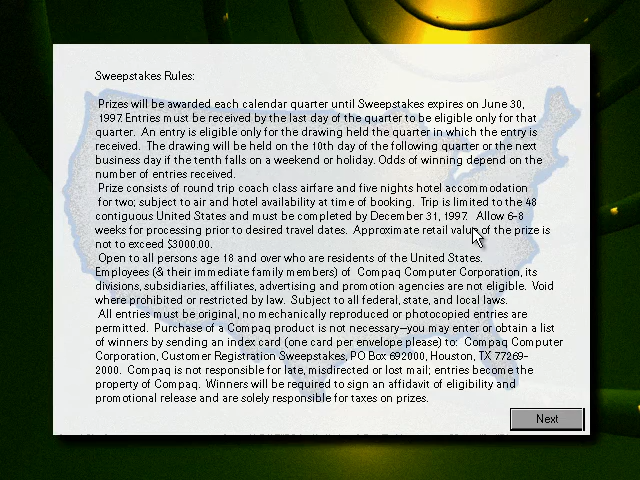 Sweepstakes Rules:
Prizes will be awarded each calendar quarter until Sweepstakes expires on June 30,
1997. Entries must be received by the last day of the quarter to be eligible only for that
quarter. An entry is eligible only for the drawing held the quarter in which the entry is
received. The drawing will be held on the 10th day of the following quarter or the next
business day if the tenth falls on a weekend or holiday. Odds of winning depend on the
number of entries received.
Prize consists of round trip coach class airfare and five nights hotel accommodation
for two; subject to air and hotel availability at time of booking. Trip is limited to the 48
contiguous United States and must be completed by December 31, 1997. Allow 6-8
weeks for processing prior to desired travel dates. Approximate retail value of the prize is
not to exceed $3000.00.
Open to all persons age 18 and over who are residents of the United States.
Employees (& their immediate family members) of Compaq Computer Corporation, its
divisions, subsidiaries, affiliates, advertising and promotion agencies are not eligible. Void
where prohibited or restricted by law. Subject to all federal, state, and local laws.
All entries must be original, no mechanically reproduced or photocopied entries are
permitted. Purchase of a Compaq product is not necessary--you may enter or obtain a list
of winners by sending an index card (one card per envelope please) to: Compaq Computer
Corporation, Customer Registration Sweepstakes, PO Box 692000, Houston, TX 77269-
2000. Compaq is not responsible for late, misdirected or lost mail; entries become the
property of Compaq. Winners will be required to sign an affidavit of eligibility and
promotional release and are solely responsible for taxes on prizes.
Next